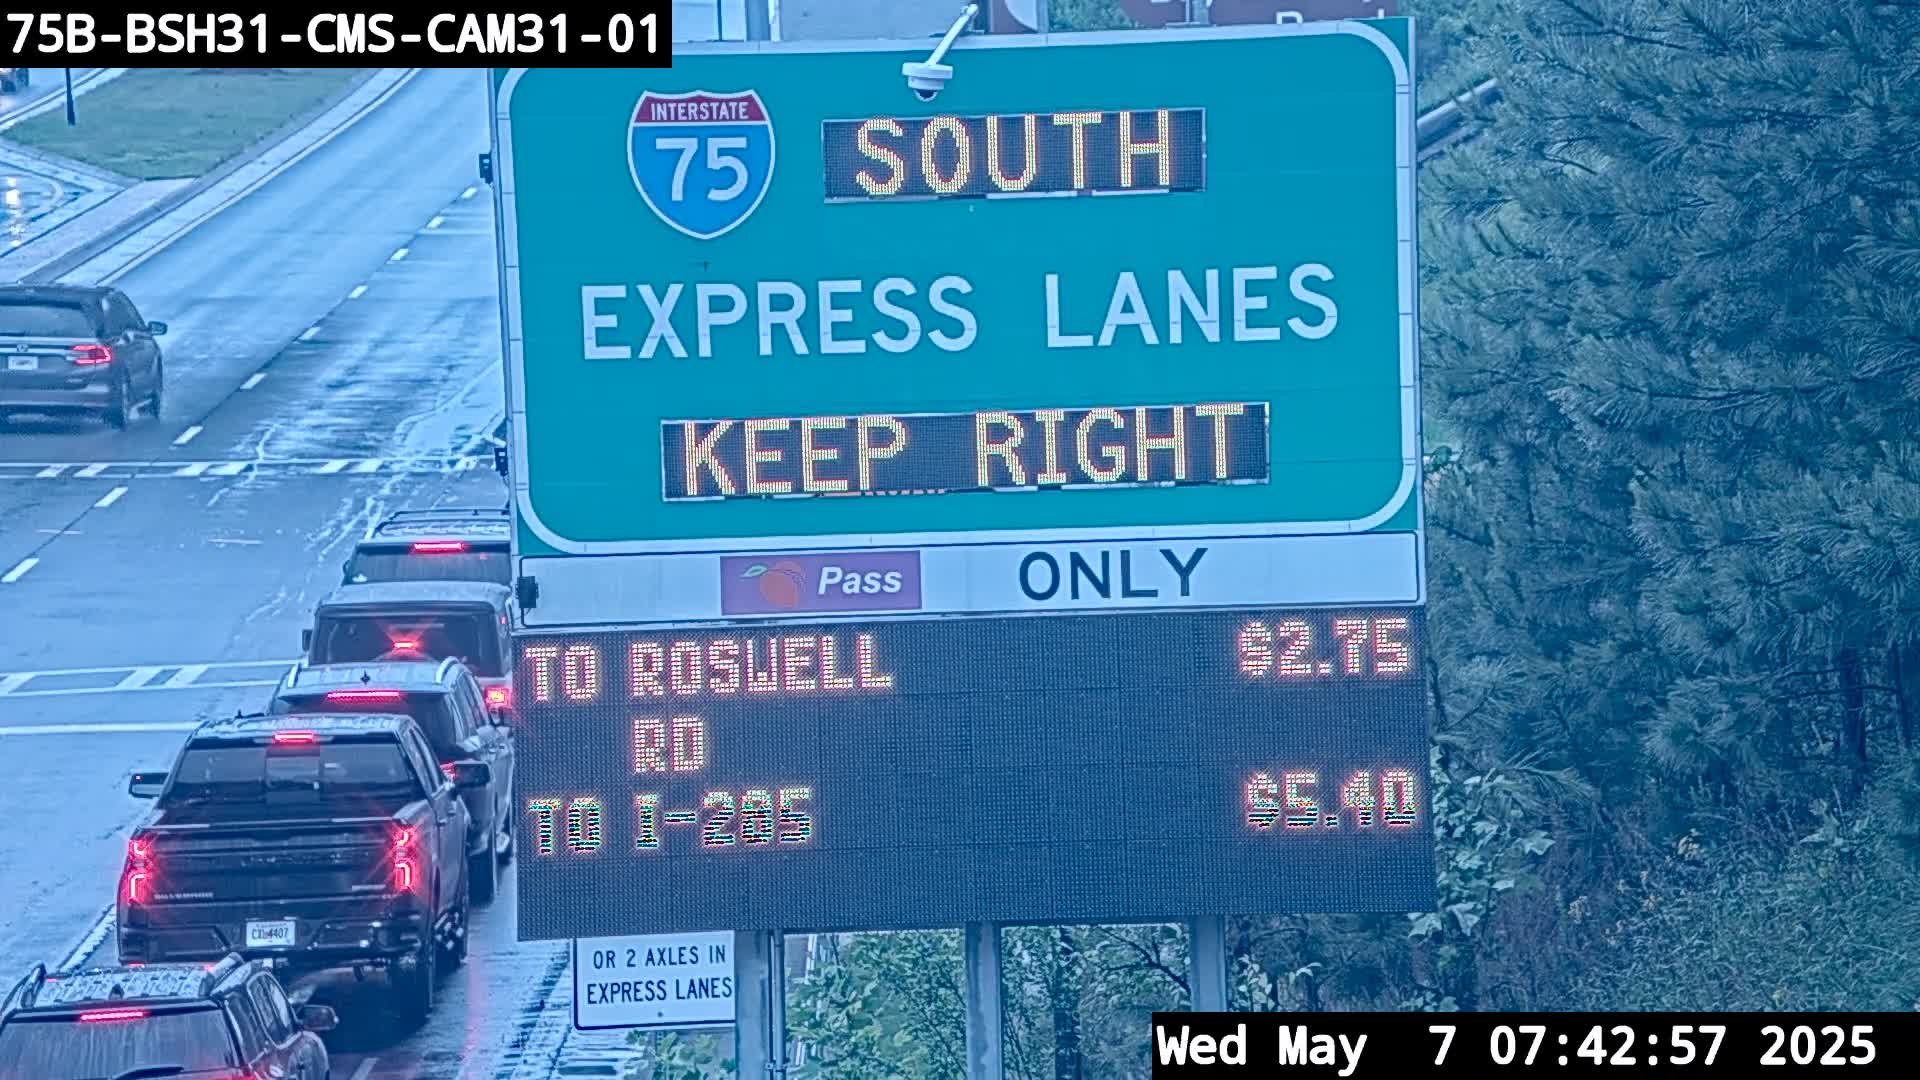 75B-BSH31-CMS-CAM31-01
INTERSTATE
75
SOUTH
EXPRESS LANES
KEEP RIGHT
Pass ONLY
TO ROSWELL $2.75
RD
TO I-285 $5.40
OR 2 AXLES IN
EXPRESS LANES
Wed May 7 07:42:57 2025